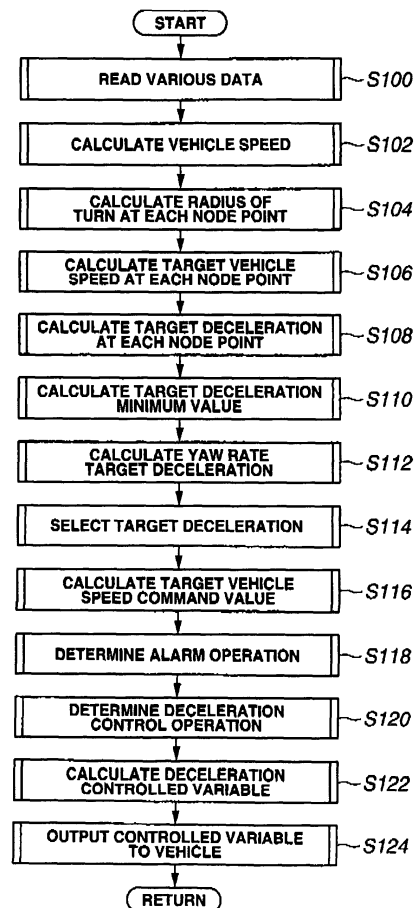 START
READ VARIOUS DATA
S100
CALCULATE VEHICLE SPEED
S102
CALCULATE RADIUS OF
TURN AT EACH NODE POINT
S104
CALCULATE TARGET VEHICLE
SPEED AT EACH NODE POINT
S106
CALCULATE TARGET DECELERATION
AT EACH NODE POINT
S108
CALCULATE TARGET DECELERATION
MINIMUM VALUE
S110
CALCULATE YAW RATE
TARGET DECELERATION
S112
SELECT TARGET DECELERATION
S114
CALCULATE TARGET VEHICLE
SPEED COMMAND VALUE
S116
DETERMINE ALARM OPERATION
S118
DETERMINE DECELERATION
CONTROL OPERATION
S120
CALCULATE DECELERATION
CONTROLLED VARIABLE
S122
OUTPUT CONTROLLED VARIABLE
TO VEHICLE
S124
RETURN